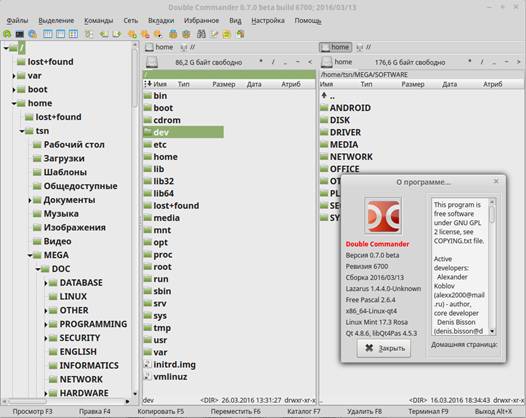 Double Commander 0.7.0 beta build 6700; 2016/03/13
Файлы Выделение Команды Сеть Вкладки Избранное Вид Настройка Помощь
/
lost+found
var
boot
home
lost+found
tsn
Рабочий стол
Загрузки
Шаблоны
Общедоступные
Документы
Музыка
Изображения
Видео
MEGA
DOC
DATABASE
LINUX
OTHER
PROGRAMMING
SECURITY
ENGLISH
INFORMATICS
NETWORK
HARDWARE
home //
86,2 G байт свободно * / .. ~ <
/
Имя Тип Размер Дата Атриб
bin
boot
cdrom
dev
etc
home
lib
lib32
lib64
lost+found
media
mnt
opt
proc
root
run
sbin
srv
sys
tmp
usr
var
initrd.img
vmlinuz
dev <DIR> 26.03.2016 13:31:27 drwxr-xr-x
home //
home 176,6 G байт свободно * / .. ~ >
/home/tsn/MEGA/SOFTWARE
Имя Тип Размер Дата Атриб
..
ANDROID
DISK
DRIVER
MEDIA
NETWORK
OFFICE
.. <DIR> 16.03.2016 18:34:43 drwxr-xr-x
О программе...
Double Commander
Версия 0.7.0 beta
Ревизия 6700
Сборка 2016/03/13
Lazarus 1.4.4.0-Unknown
Free Pascal 2.6.4
x86_64-Linux-qt4
Linux Mint 17.3 Rosa
Qt 4.8.6, libQt4Pas 4.5.3
Закрыть
This program is
free software
under GNU GPL
2 license, see
COPYING.txt file.
Active
developers:
Alexander
Koblov
(alexx2000@mail
.ru) - author,
core developer
Denis Bisson
(denis.bisson@d
Домашняя страница:
Просмотр F3 Правка F4 Копировать F5 Переместить F6 Каталог F7 Удалить F8 Терминал F9 Выход Alt+X